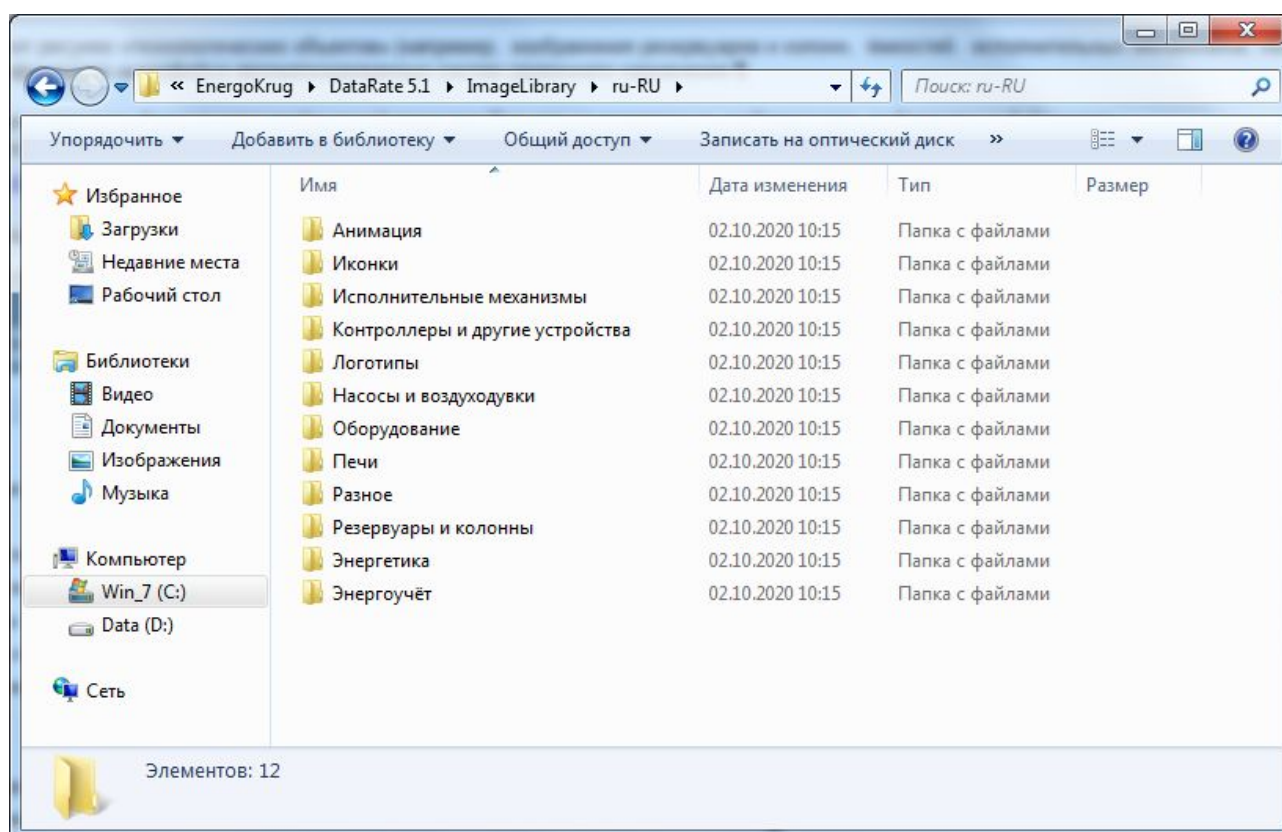 « EnergoKrug ▸ DataRate 5.1 ▸ ImageLibrary ▸ ru-RU ▸ Поиск: ru-RU
Упорядочить ▼ Добавить в библиотеку ▼ Общий доступ ▼ Записать на оптический диск »
Избранное
Загрузки
Недавние места
Рабочий стол
Библиотеки
Видео
Документы
Изображения
Музыка
Компьютер
Win_7 (C:)
Data (D:)
Сеть
Имя Дата изменения Тип Размер
Анимация 02.10.2020 10:15 Папка с файлами
Иконки 02.10.2020 10:15 Папка с файлами
Исполнительные механизмы 02.10.2020 10:15 Папка с файлами
Контроллеры и другие устройства 02.10.2020 10:15 Папка с файлами
Логотипы 02.10.2020 10:15 Папка с файлами
Насосы и воздуходувки 02.10.2020 10:15 Папка с файлами
Оборудование 02.10.2020 10:15 Папка с файлами
Печи 02.10.2020 10:15 Папка с файлами
Разное 02.10.2020 10:15 Папка с файлами
Резервуары и колонны 02.10.2020 10:15 Папка с файлами
Энергетика 02.10.2020 10:15 Папка с файлами
Энергоучёт 02.10.2020 10:15 Папка с файлами
Элементов: 12